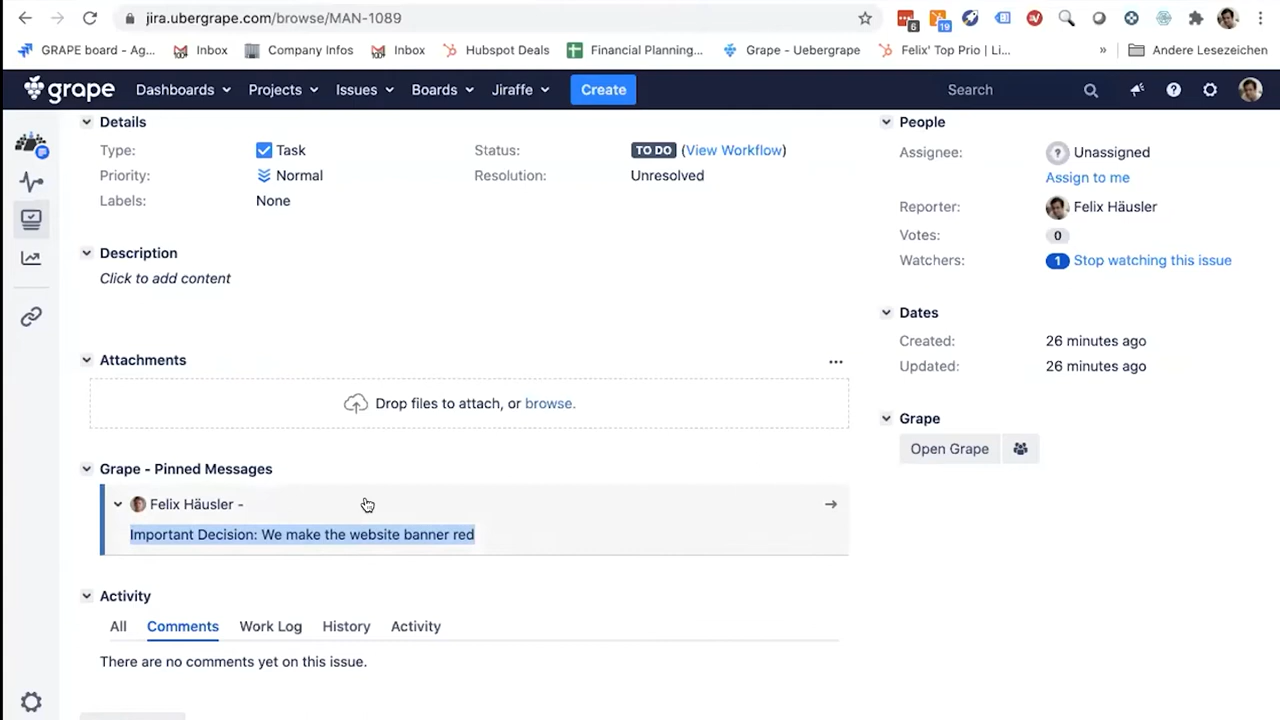 jira.ubergrape.com/browse/MAN-1089
6
19
GRAPE board - Ag... Inbox Company Infos Inbox Hubspot Deals Financial Planning... Grape - Uebergrape Felix' Top Prio | Li... » Andere Lesezeichen
grape Dashboards Projects Issues Boards Jiraffe Create Search
Details
Type: Task
Status: TO DO (View Workflow)
Priority: Normal
Resolution: Unresolved
Labels: None
Description
Click to add content
Attachments
Drop files to attach, or browse.
Grape - Pinned Messages
Felix Häusler -
Important Decision: We make the website banner red
Activity
All Comments Work Log History Activity
There are no comments yet on this issue.
People
Assignee: Unassigned
Assign to me
Reporter: Felix Häusler
Votes: 0
Watchers: 1 Stop watching this issue
Dates
Created: 26 minutes ago
Updated: 26 minutes ago
Grape
Open Grape